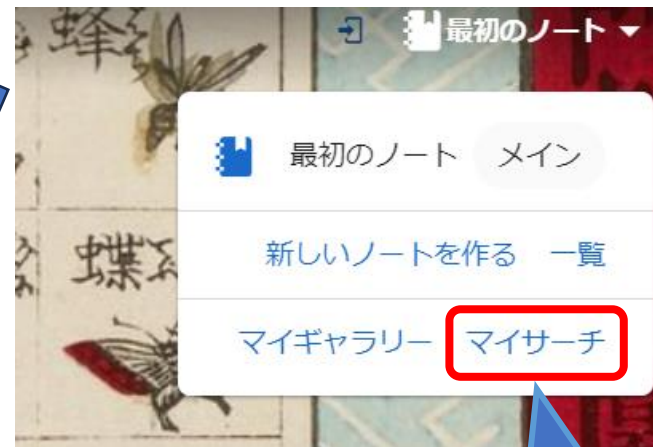 蜂
最初のノート
最初のノート メイン
新しいノートを作る 一覧
蝶
マイギャラリー マイサーチ